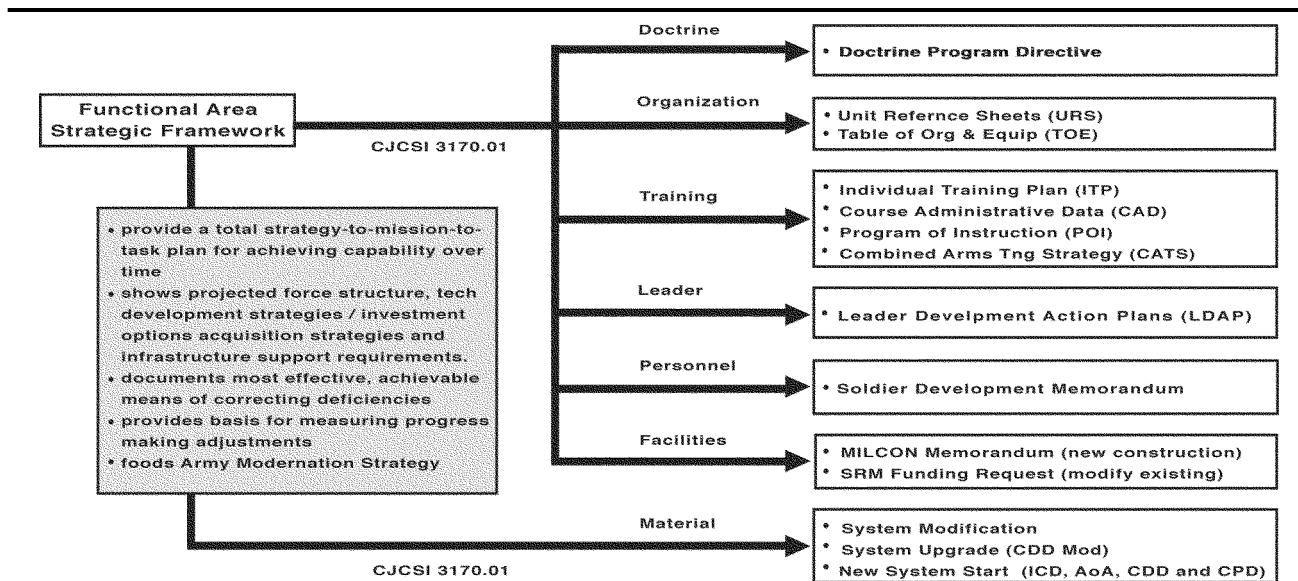 Doctrine
• Doctrine Program Directive
Functional Area
Strategic Framework
CJCSI 3170.01
Organization
• Unit Refernce Sheets (URS)
• Table of Org & Equip (TOE)
Training
• Individual Training Plan (ITP)
• Course Administrative Data (CAD)
• Program of Instruction (POI)
• Combined Arms Tng Strategy (CATS)
• provide a total strategy-to-mission-to-
task plan for achieving capability over
time
• shows projected force structure, tech
development strategies / investment
options acquisition strategies and
infrastructure support requirements.
• documents most effective, achievable
means of correcting deficiencies
• provides basis for measuring progress
making adjustments
• foods Army Modernation Strategy
Leader
• Leader Develpment Action Plans (LDAP)
Personnel
• Soldier Development Memorandum
Facilities
• MILCON Memorandum (new construction)
• SRM Funding Request (modify existing)
Material
CJCSI 3170.01
• System Modification
• System Upgrade (CDD Mod)
• New System Start (ICD, AoA, CDD and CPD)